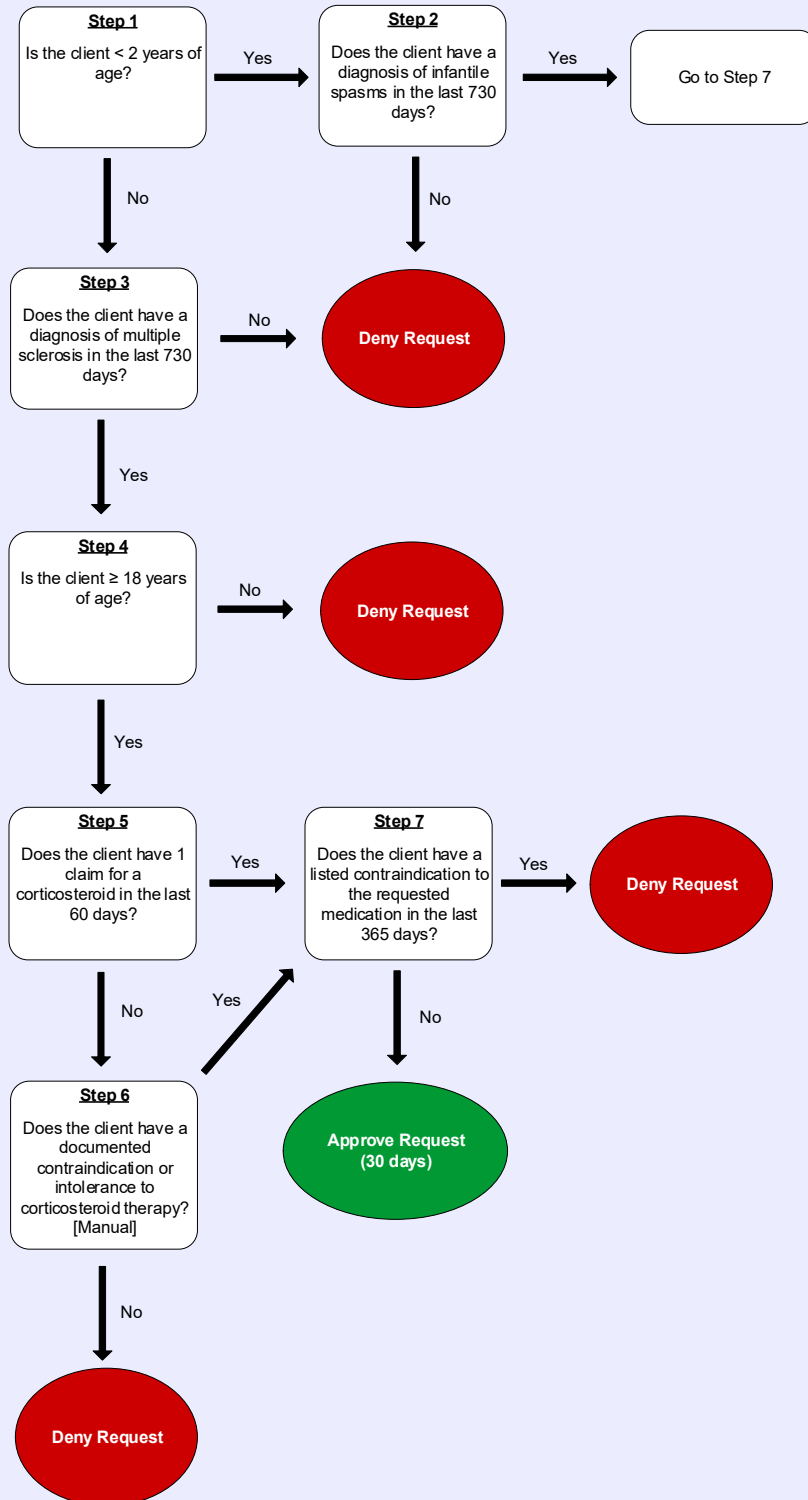 Step 1
Is the client < 2 years of
age?
Yes
Step 2
Does the client have a
diagnosis of infantile
spasms in the last 730
days?
Yes
Go to Step 7
No
No
Step 3
Does the client have a
diagnosis of multiple
sclerosis in the last 730
days?
No
Deny Request
Yes
Step 4
Is the client ≥ 18 years
of age?
No
Deny Request
Yes
Step 5
Does the client have 1
claim for a
corticosteroid in the last
60 days?
Yes
Step 7
Does the client have a
listed contraindication to
the requested
medication in the last
365 days?
Yes
Deny Request
No
Yes
No
Step 6
Does the client have a
documented
contraindication or
intolerance to
corticosteroid therapy?
[Manual]
Approve Request
(30 days)
No
Deny Request